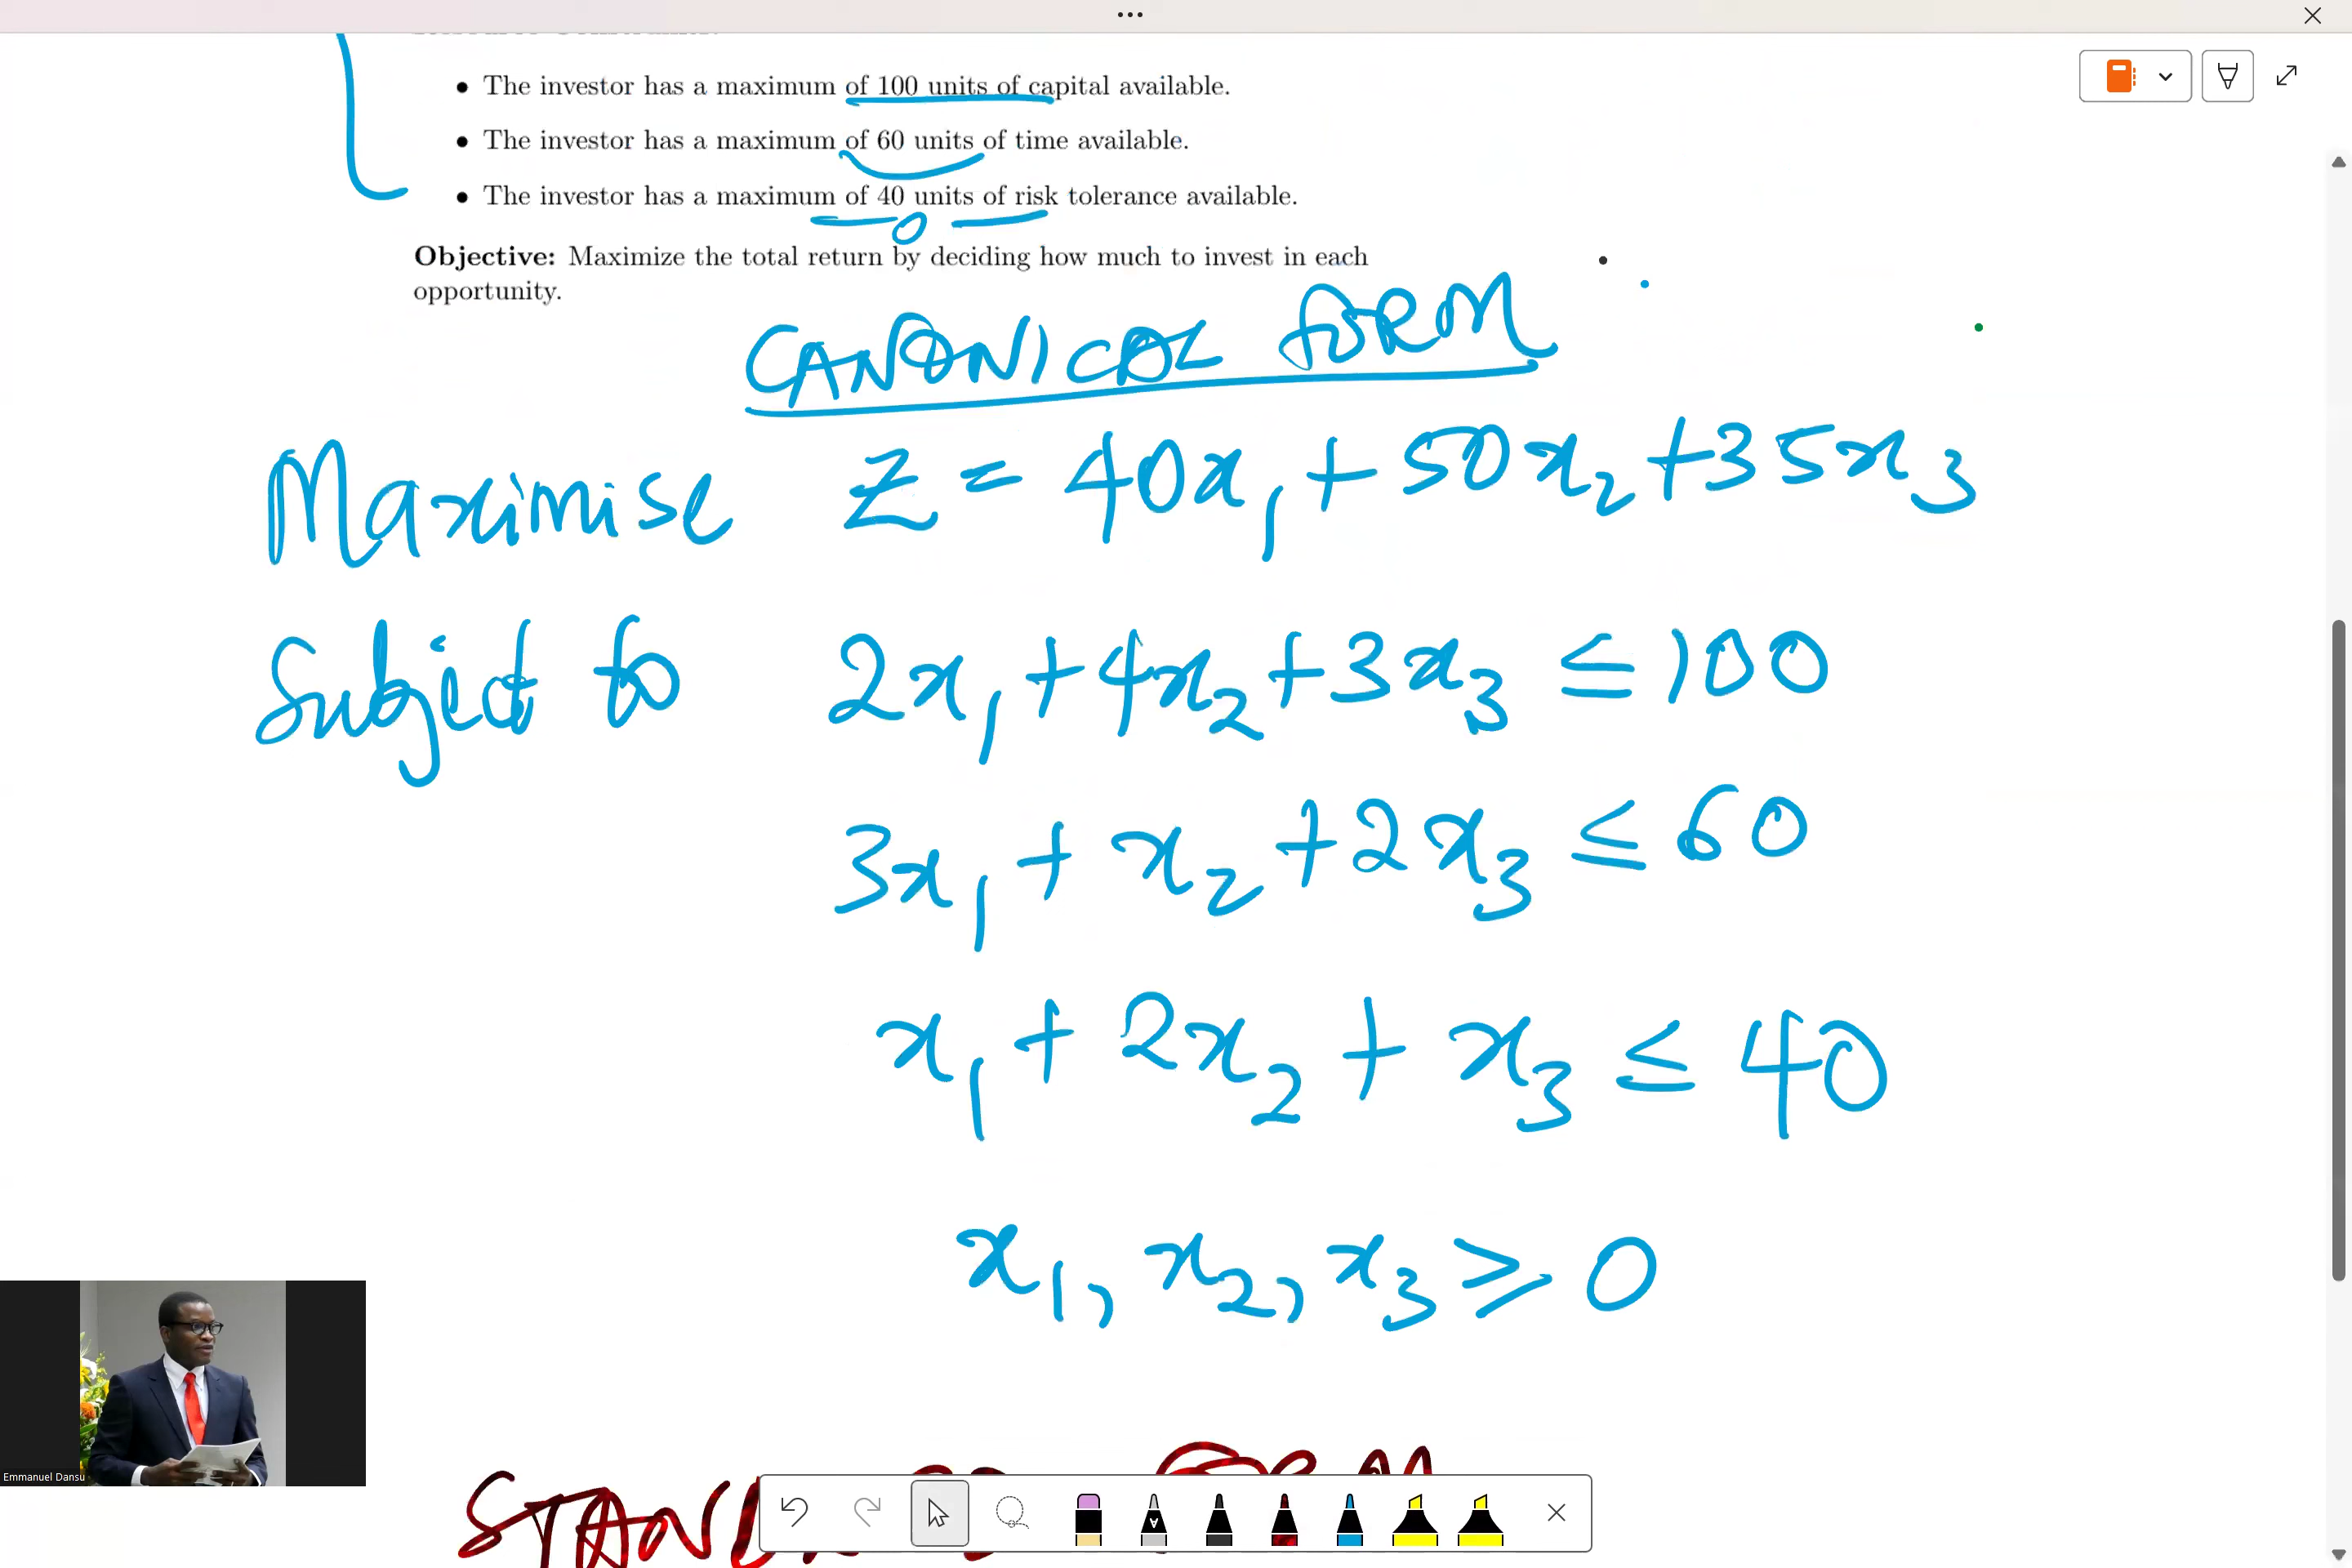 • The investor has a maximum of 100 units of capital available.
• The investor has a maximum of 60 units of time available.
• The investor has a maximum of 40 units of risk tolerance available.
Objective: Maximize the total return by deciding how much to invest in each
opportunity.
CANONICAL FORM
Maximise Z = 40x₁ + 50x₂ + 35x₃
Subject to 2x₁ + 4x₂ + 3x₃ ≤ 100
3x₁ + x₂ + 2x₃ ≤ 60
x₁ + 2x₂ + x₃ ≤ 40
x₁, x₂, x₃ ≥ 0
Emmanuel Dansu